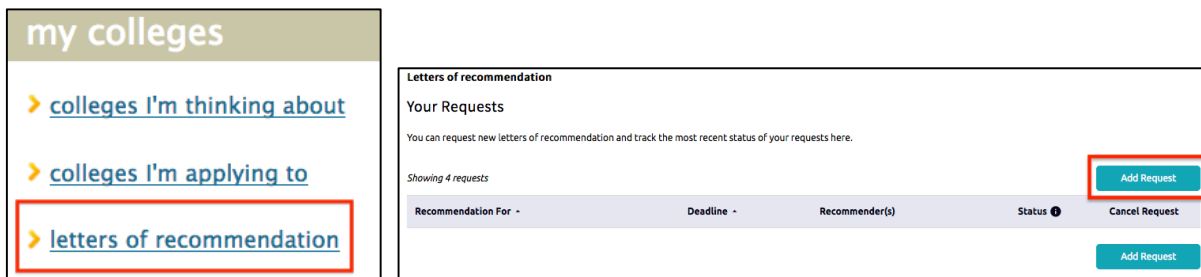 my colleges
colleges I'm thinking about
colleges I'm applying to
letters of recommendation
Letters of recommendation
Your Requests
You can request new letters of recommendation and track the most recent status of your requests here.
Showing 4 requests
Add Request
Recommendation For Deadline Recommender(s) Status Cancel Request
Add Request